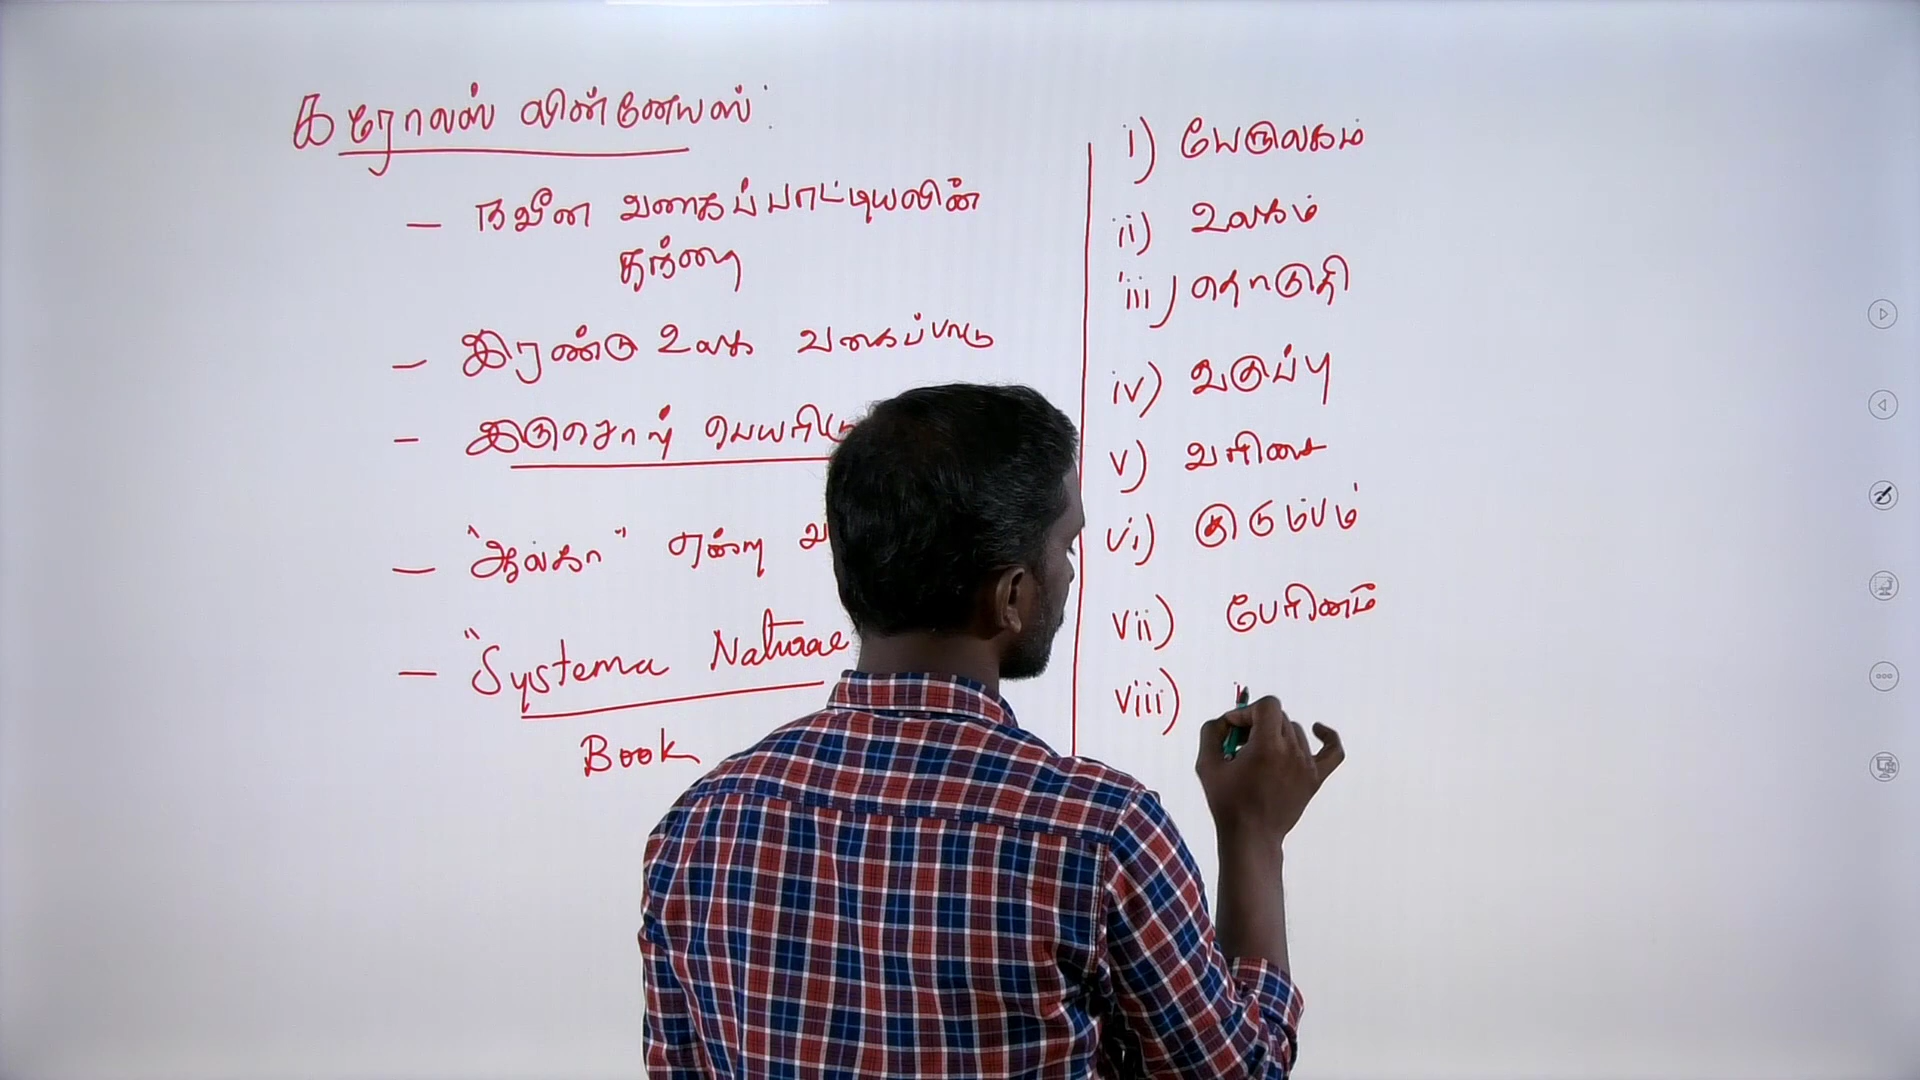 கரோலஸ் லின்னேயஸ்:
— நவீன வகைப்பாட்டியலின்
தந்தை
— இரண்டு உலக வகைப்பாடு
— இருசொற் பெயரிடு
— "ஆல்கா" என்ற
— "Systema Naturae
Book
i) பேருலகம்
ii) உலகம்
iii) தொகுதி
iv) வகுப்பு
v) வரிசை
vi) குடும்பம்
vii) பேரினம்
viii)